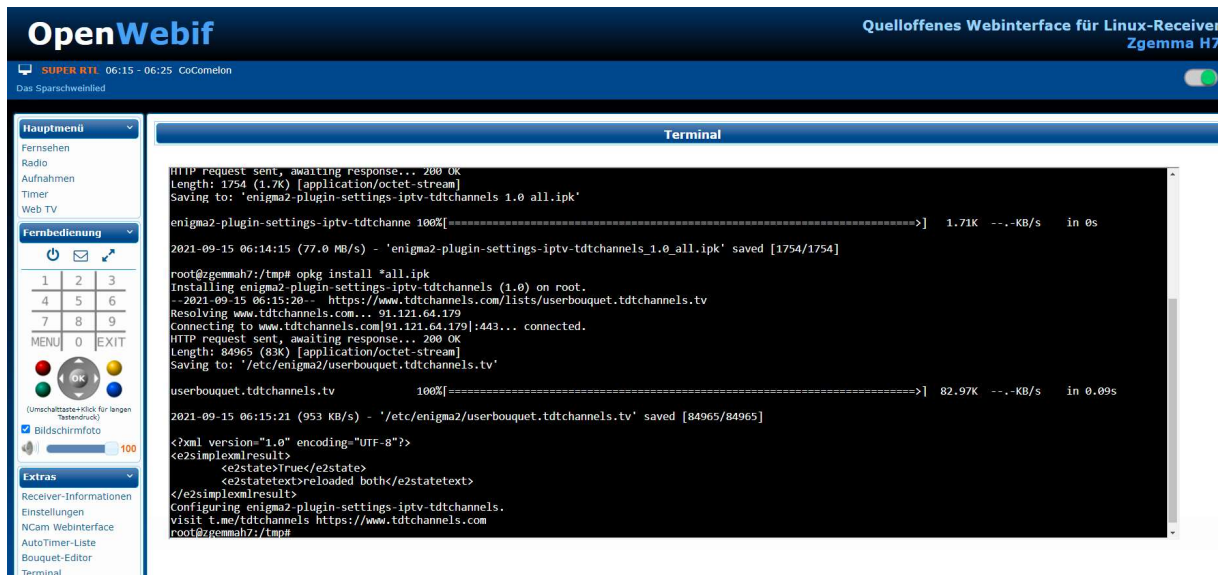 OpenWebif
Quelloffenes Webinterface für Linux-Receiver
Zgemma H7
SUPER RTL 06:15 - 06:25 CoComelon
Das Sparschweinlied
Hauptmenü
Fernsehen
Radio
Aufnahmen
Timer
Web TV
Fernbedienung
1 2 3
4 5 6
7 8 9
MENU 0 EXIT
OK
(Umschalttaste+Klick für langen
Tastendruck)
Bildschirmfoto
100
Extras
Receiver-Informationen
Einstellungen
NCam Webinterface
AutoTimer-Liste
Bouquet-Editor
Terminal
Terminal
HTTP request sent, awaiting response... 200 OK
Length: 1754 (1.7K) [application/octet-stream]
Saving to: 'enigma2-plugin-settings-iptv-tdtchannels 1.0 all.ipk'
enigma2-plugin-settings-iptv-tdtchanne 100%[===================================================================================>] 1.71K --.-KB/s in 0s
2021-09-15 06:14:15 (77.0 MB/s) - 'enigma2-plugin-settings-iptv-tdtchannels_1.0_all.ipk' saved [1754/1754]
root@zgemmah7:/tmp# opkg install *all.ipk
Installing enigma2-plugin-settings-iptv-tdtchannels (1.0) on root.
--2021-09-15 06:15:20-- https://www.tdtchannels.com/lists/userbouquet.tdtchannels.tv
Resolving www.tdtchannels.com... 91.121.64.179
Connecting to www.tdtchannels.com|91.121.64.179|:443... connected.
HTTP request sent, awaiting response... 200 OK
Length: 84965 (83K) [application/octet-stream]
Saving to: '/etc/enigma2/userbouquet.tdtchannels.tv'
userbouquet.tdtchannels.tv 100%[===================================================================================>] 82.97K --.-KB/s in 0.09s
2021-09-15 06:15:21 (953 KB/s) - '/etc/enigma2/userbouquet.tdtchannels.tv' saved [84965/84965]
<?xml version="1.0" encoding="UTF-8"?>
<e2simplexmlresult>
<e2state>True</e2state>
<e2statetext>reloaded both</e2statetext>
</e2simplexmlresult>
Configuring enigma2-plugin-settings-iptv-tdtchannels.
visit t.me/tdtchannels https://www.tdtchannels.com
root@zgemmah7:/tmp#